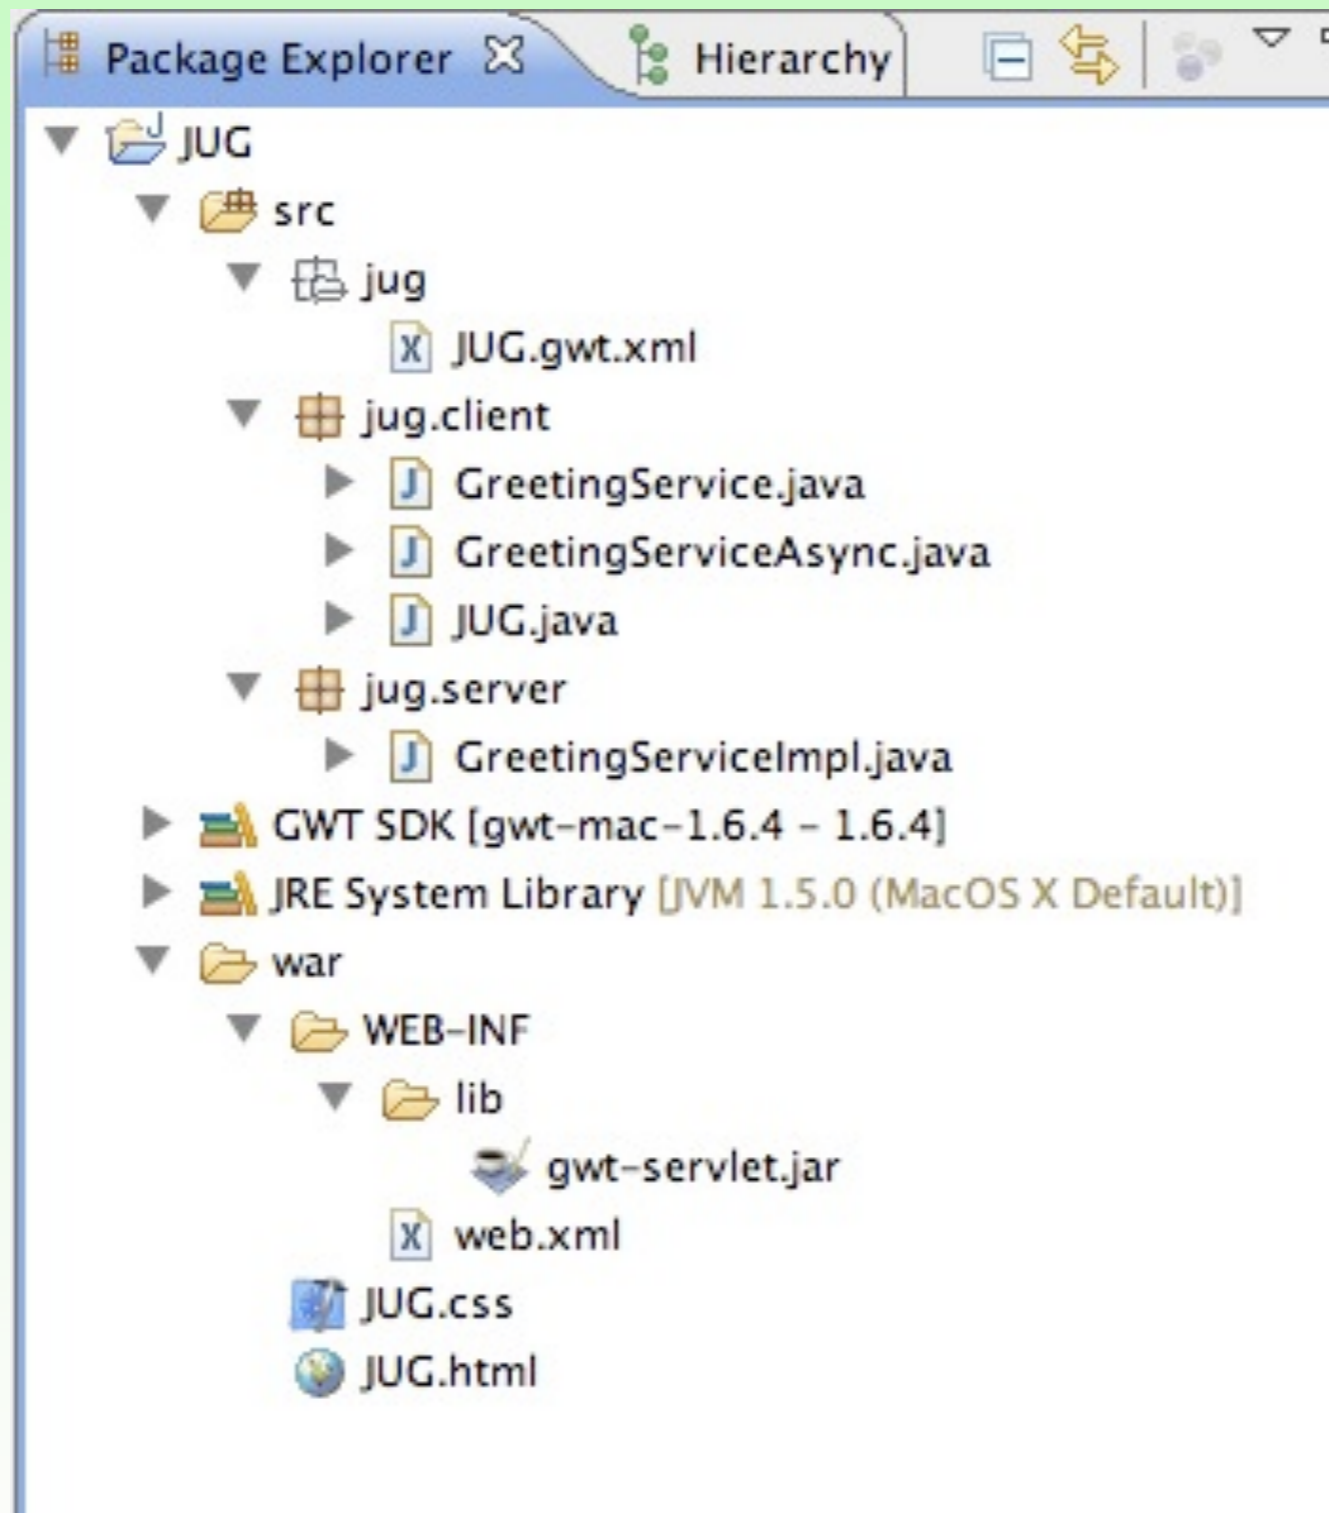 Package Explorer Hierarchy
JUG
src
jug
JUG.gwt.xml
jug.client
GreetingService.java
GreetingServiceAsync.java
JUG.java
jug.server
GreetingServiceImpl.java
GWT SDK [gwt-mac-1.6.4 - 1.6.4]
JRE System Library [JVM 1.5.0 (MacOS X Default)]
war
WEB-INF
lib
gwt-servlet.jar
web.xml
JUG.css
JUG.html